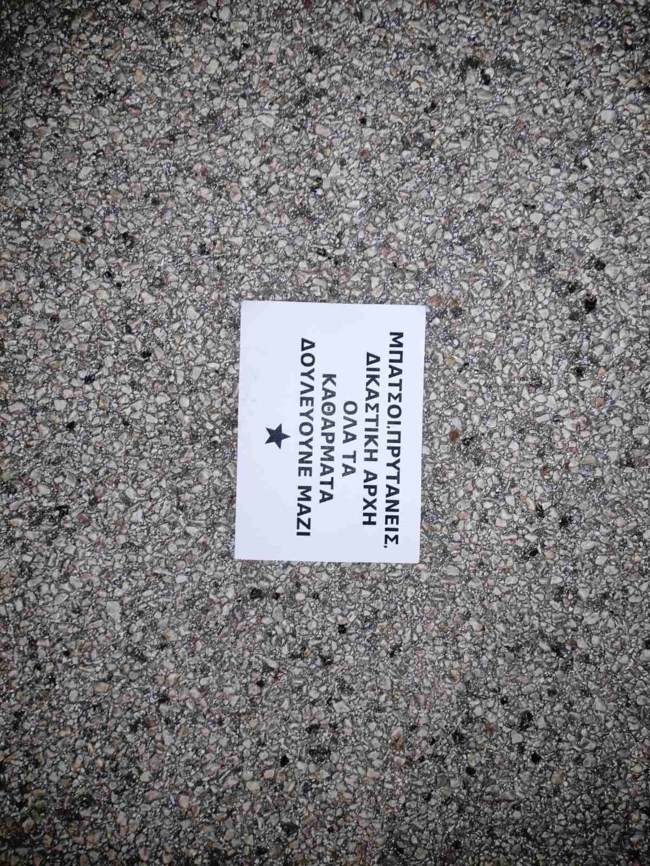 ΜΠΑΤΣΟΙ,ΠΡΥΤΑΝΕΙΣ,
ΔΙΚΑΣΤΙΚΗ ΑΡΧΗ
ΟΛΑ ΤΑ
ΚΑΘΑΡΜΑΤΑ
ΔΟΥΛΕΥΟΥΝΕ ΜΑΖΙ